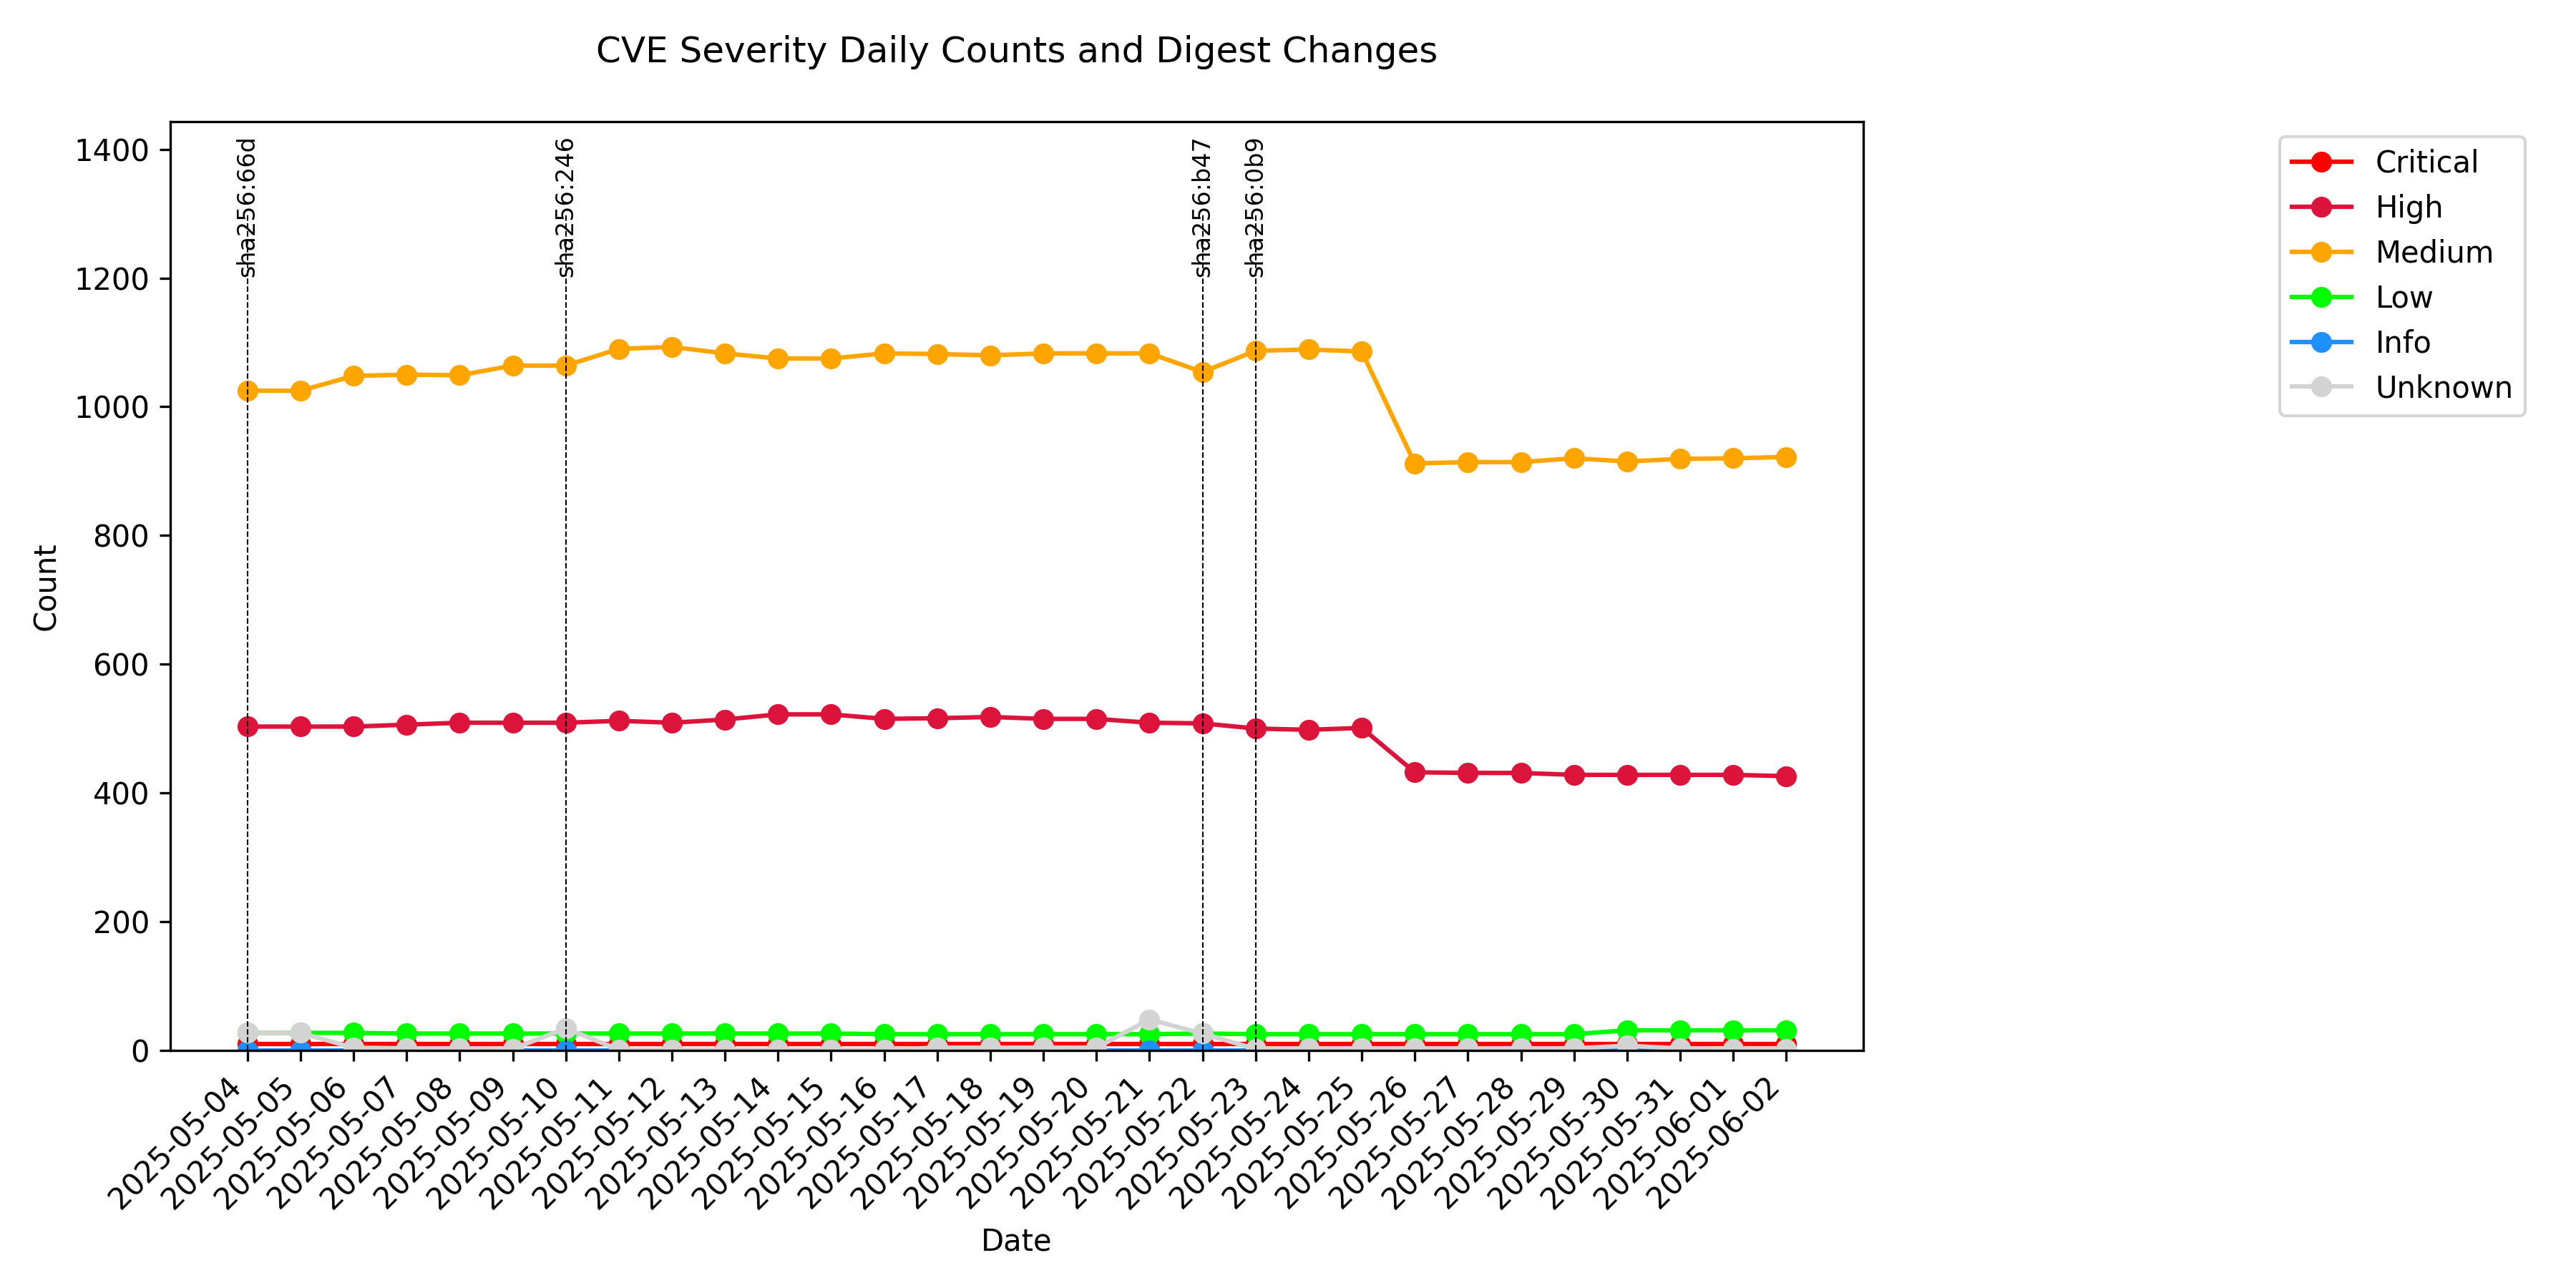 CVE Severity Daily Counts and Digest Changes
1400
1200
1000
800
600
400
200
0
Count
sha256:66d
sha256:246
sha256:b47
sha256:0b9
2025-05-04
2025-05-05
2025-05-06
2025-05-07
2025-05-08
2025-05-09
2025-05-10
2025-05-11
2025-05-12
2025-05-13
2025-05-14
2025-05-15
2025-05-16
2025-05-17
2025-05-18
2025-05-19
2025-05-20
2025-05-21
2025-05-22
2025-05-23
2025-05-24
2025-05-25
2025-05-26
2025-05-27
2025-05-28
2025-05-29
2025-05-30
2025-05-31
2025-06-01
2025-06-02
Date
Critical
High
Medium
Low
Info
Unknown